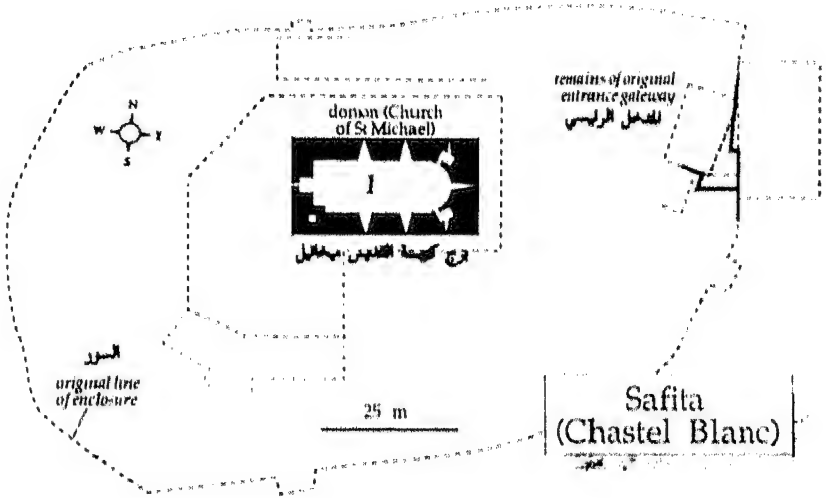 remains of original
entrance gateway
المدخل الرئيسي
donjon (Church
of St Michael)
N
W
S
1
برج كنيسة القديس ميخائيل
السور
original line
of enclosure
25 m
Safita
(Chastel Blanc)